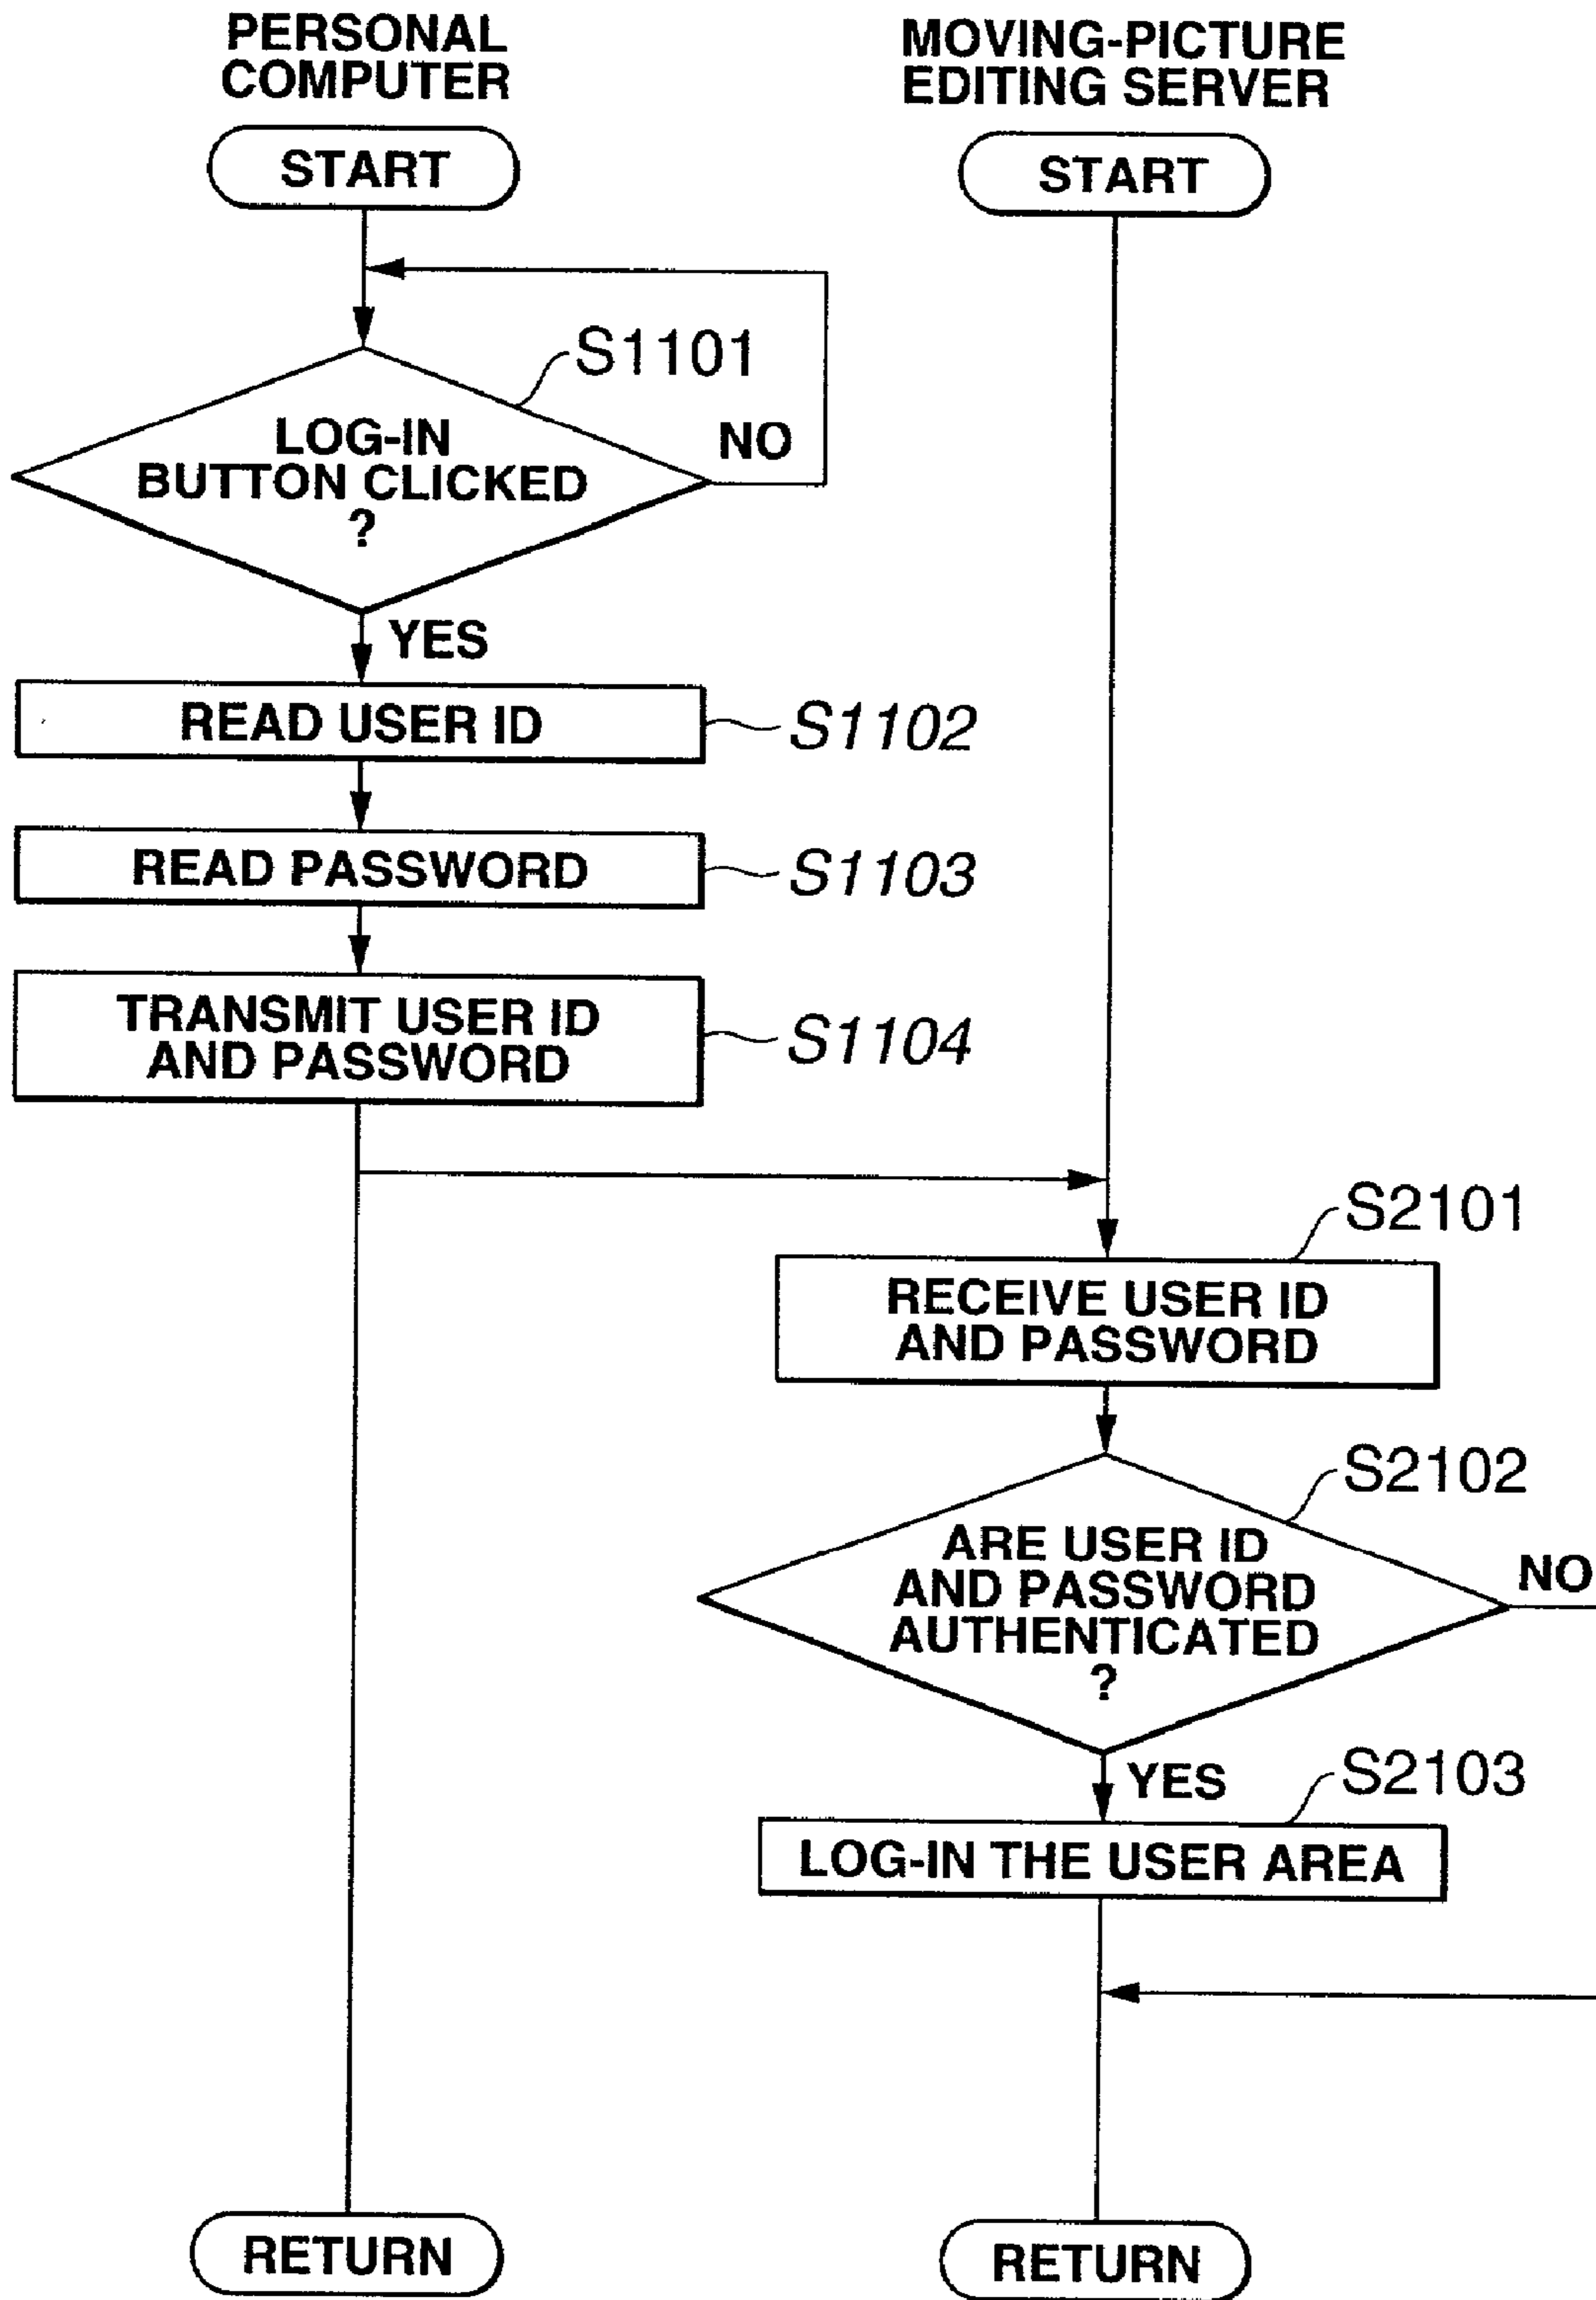 PERSONAL
COMPUTER
MOVING-PICTURE
EDITING SERVER
START
START
S1101
LOG-IN
BUTTON CLICKED
?
NO
YES
READ USER ID
S1102
READ PASSWORD
S1103
TRANSMIT USER ID
AND PASSWORD
S1104
S2101
RECEIVE USER ID
AND PASSWORD
S2102
ARE USER ID
AND PASSWORD
AUTHENTICATED
?
NO
YES
S2103
LOG-IN THE USER AREA
RETURN
RETURN